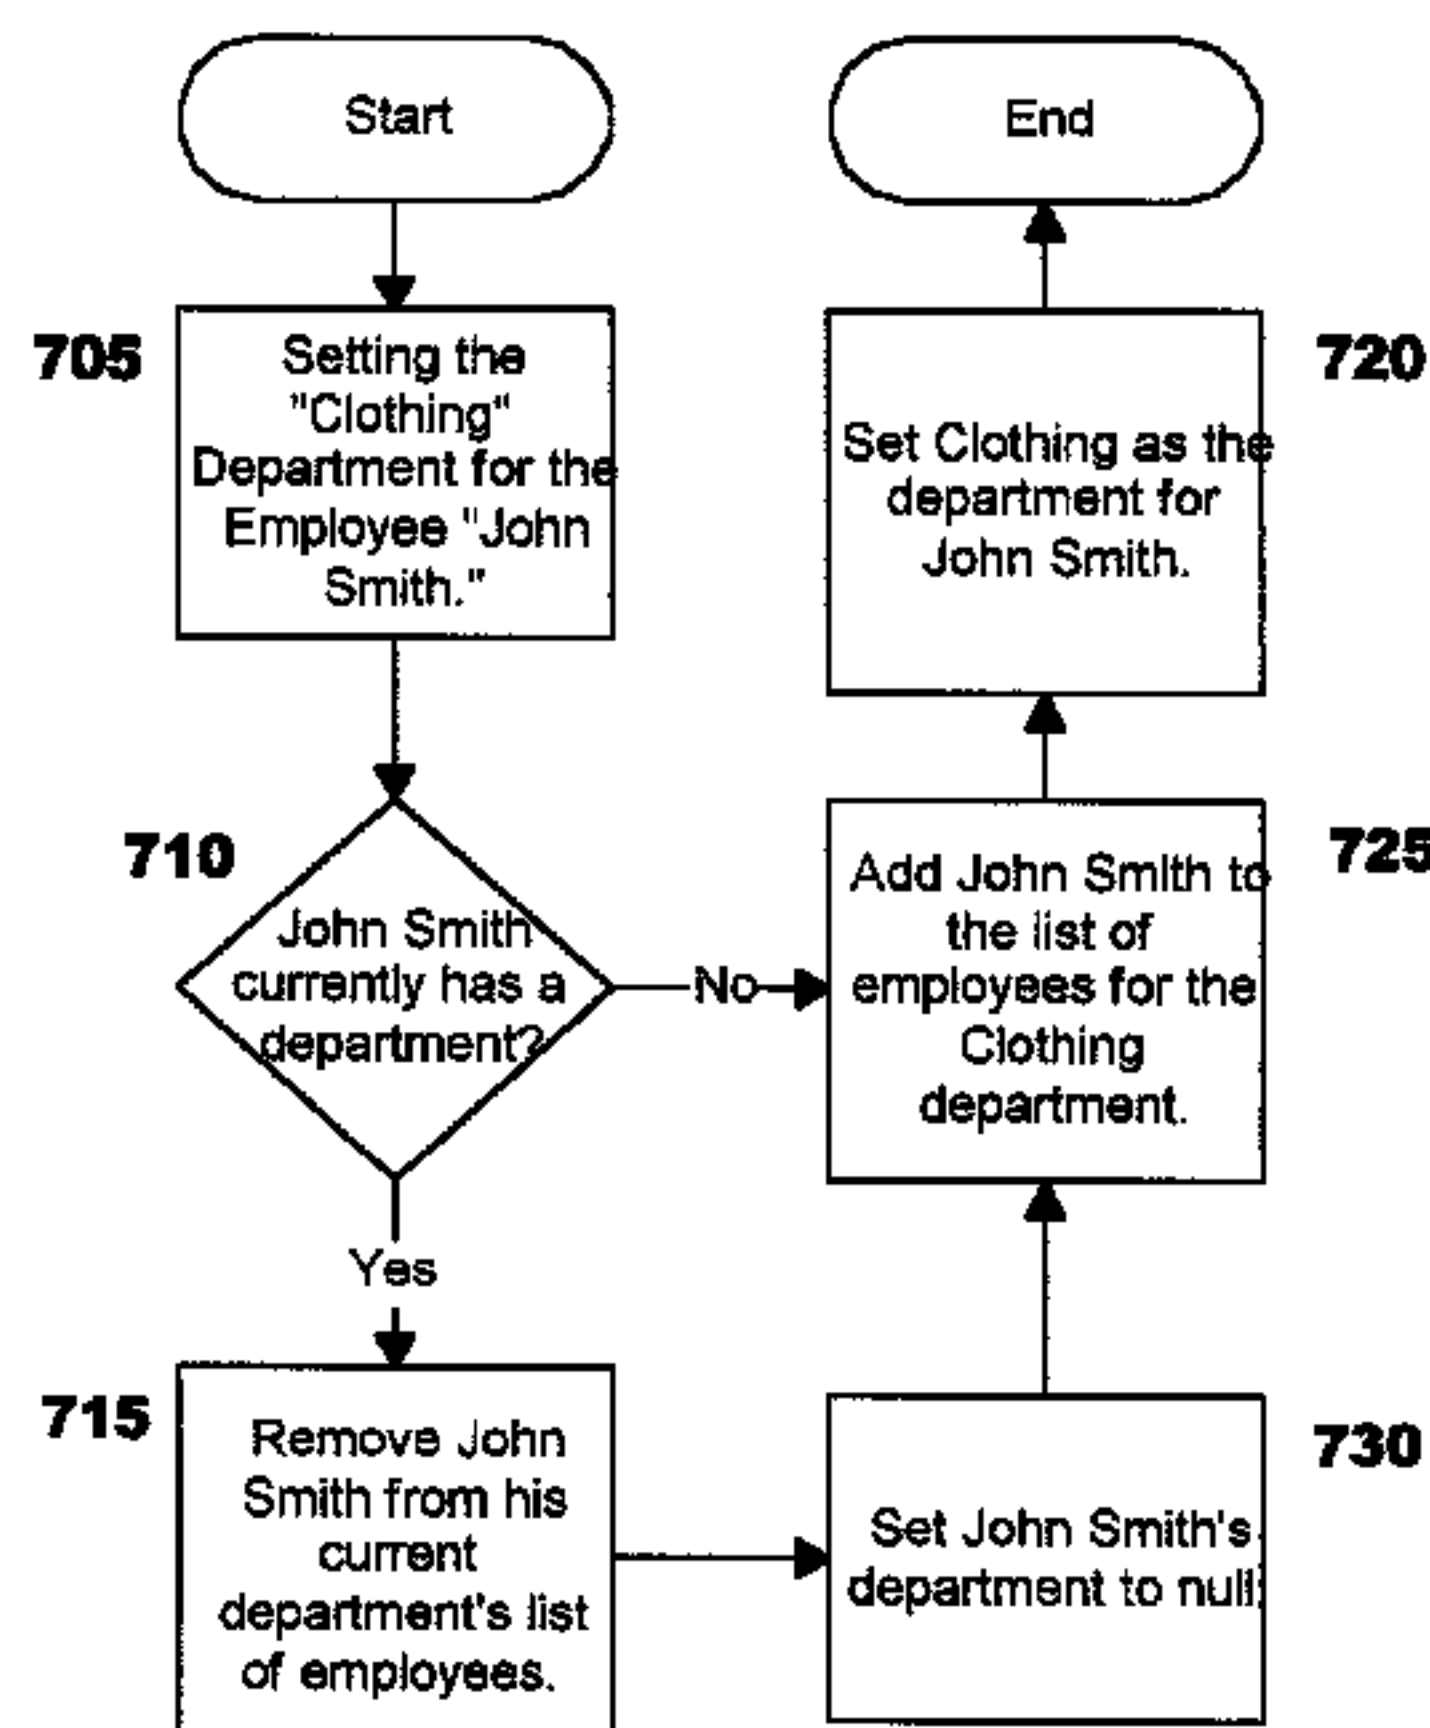 Start
705
Setting the
"Clothing"
Department for the
Employee "John
Smith."
710
John Smith
currently has a
department?
No
Yes
715
Remove John
Smith from his
current
department's list
of employees.
End
720
Set Clothing as the
department for
John Smith.
725
Add John Smith to
the list of
employees for the
Clothing
department.
730
Set John Smith's
department to null.